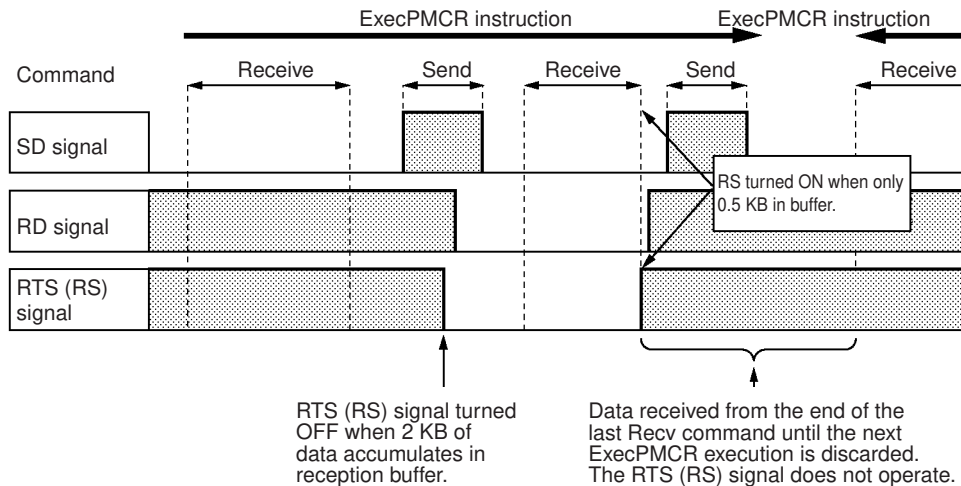 ExecPMCR instruction
ExecPMCR instruction
Command
Receive
Send
Receive
Send
Receive
SD signal
RS turned ON when only
0.5 KB in buffer.
RD signal
RTS (RS)
signal
RTS (RS) signal turned
OFF when 2 KB of
data accumulates in
reception buffer.
Data received from the end of the
last Recv command until the next
ExecPMCR execution is discarded.
The RTS (RS) signal does not operate.